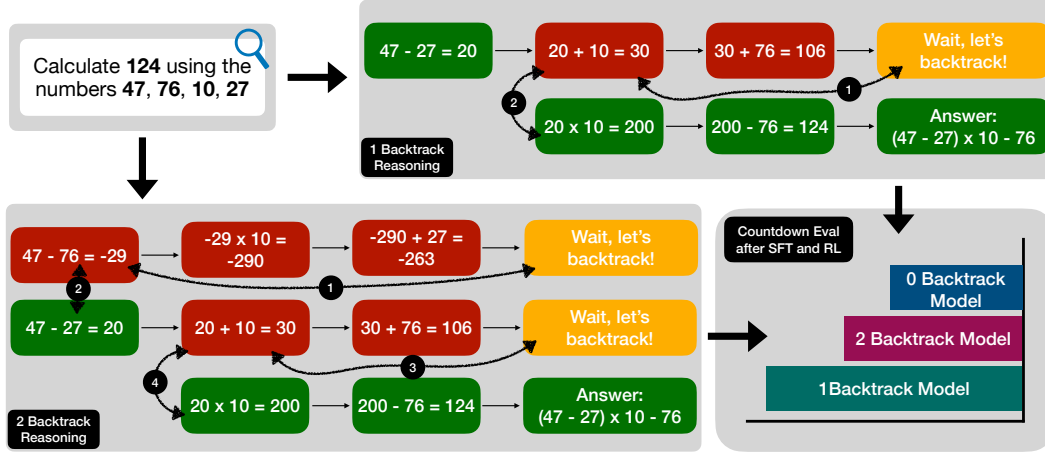 Calculate 124 using the
numbers 47, 76, 10, 27
47 - 27 = 20
20 + 10 = 30
30 + 76 = 106
Wait, let's
backtrack!
1
2
20 x 10 = 200
200 - 76 = 124
Answer:
(47 - 27) x 10 - 76
1 Backtrack
Reasoning
47 - 76 = -29
-29 x 10 =
-290
-290 + 27 =
-263
Wait, let's
backtrack!
1
2
47 - 27 = 20
20 + 10 = 30
30 + 76 = 106
Wait, let's
backtrack!
3
4
20 x 10 = 200
200 - 76 = 124
Answer:
(47 - 27) x 10 - 76
2 Backtrack
Reasoning
Countdown Eval
after SFT and RL
0 Backtrack
Model
2 Backtrack Model
1Backtrack Model